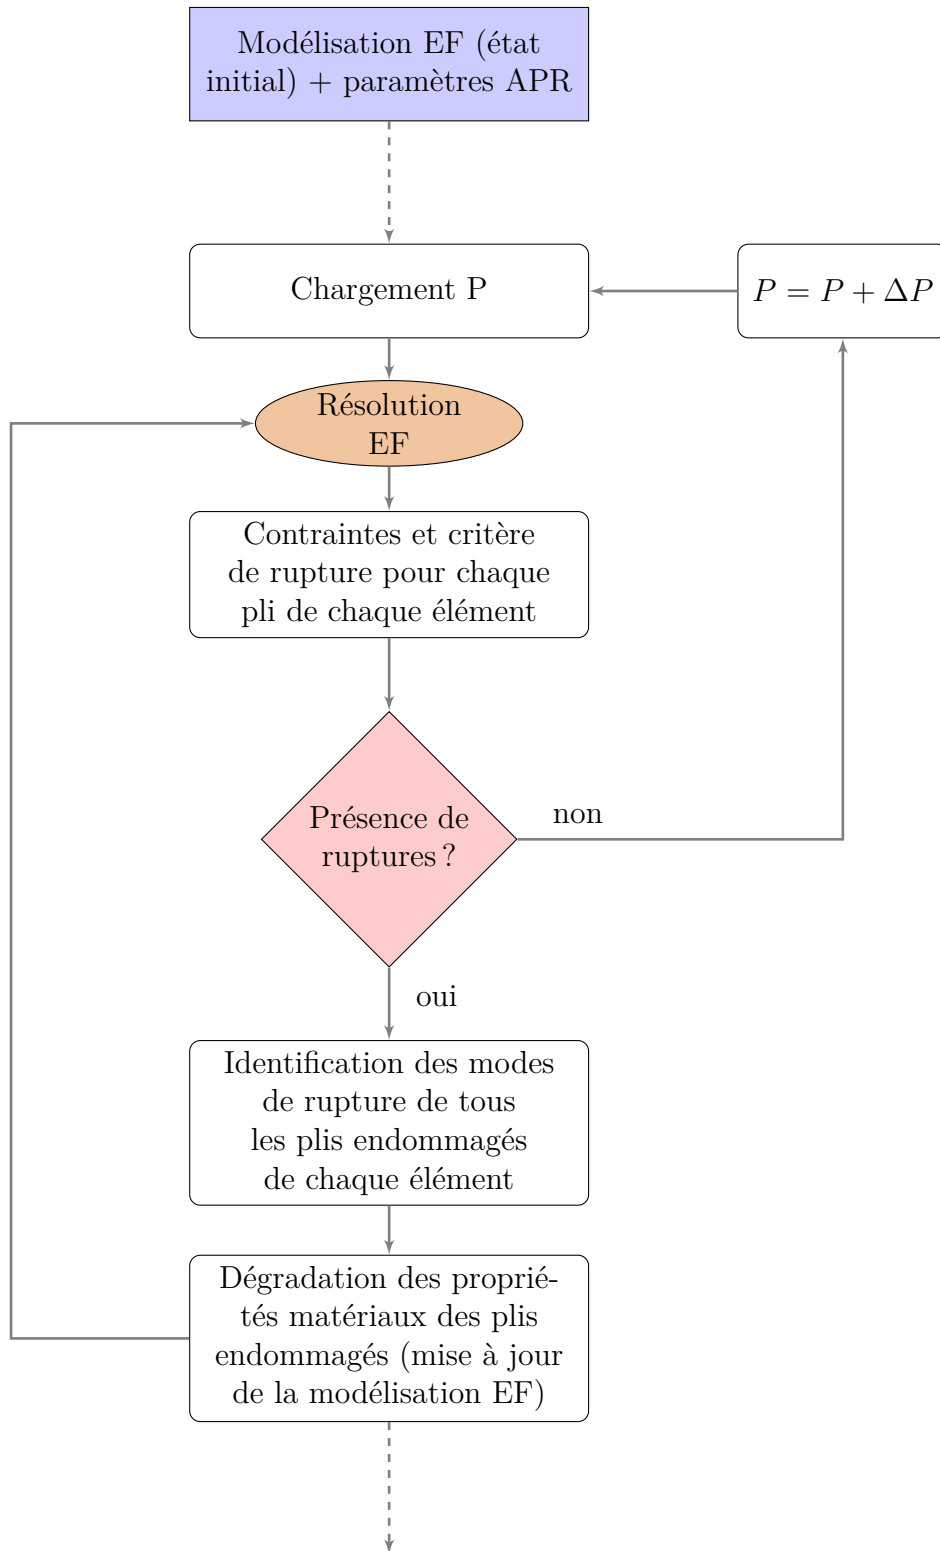 Modélisation EF (état
initial) + paramètres APR
Chargement P
P = P + ΔP
Résolution
EF
Contraintes et critère
de rupture pour chaque
pli de chaque élément
Présence de
ruptures ?
non
oui
Identification des modes
de rupture de tous
les plis endommagés
de chaque élément
Dégradation des proprié-
tés matériaux des plis
endommagés (mise à jour
de la modélisation EF)